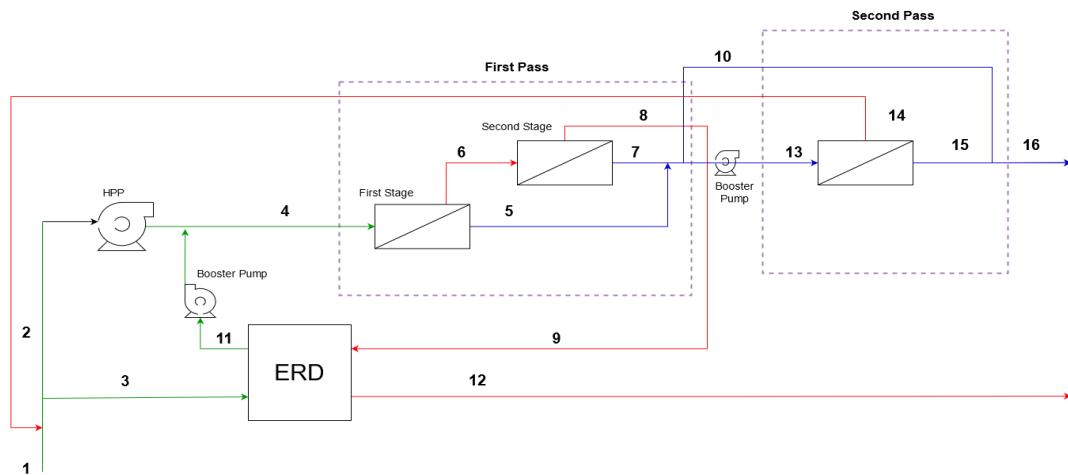 Second Pass
10
First Pass
14
8
Second Stage
15
16
6
7
13
HPP
First Stage
Booster
Pump
4
5
Booster Pump
2
11
9
ERD
3
12
1